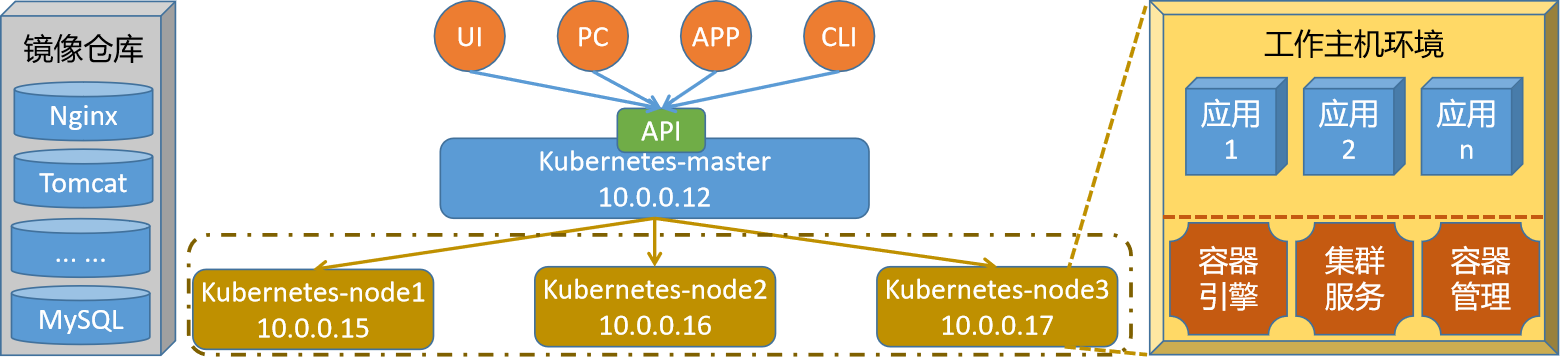 镜像仓库
Nginx
Tomcat
... ...
MySQL
UI
PC
APP
CLI
API
Kubernetes-master
10.0.0.12
Kubernetes-node1
10.0.0.15
Kubernetes-node2
10.0.0.16
Kubernetes-node3
10.0.0.17
工作主机环境
应用
1
应用
2
应用
n
容器
引擎
集群
服务
容器
管理